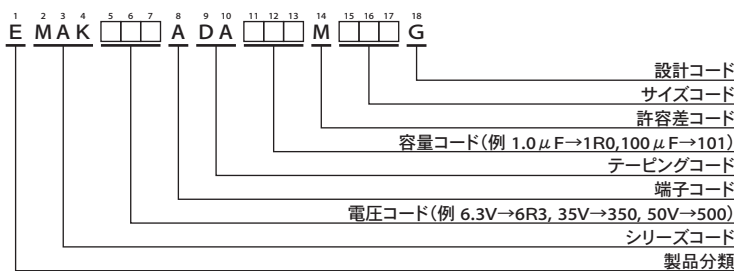 1 2 3 4 5 6 7 8 9 10 11 12 13 14 15 16 17 18
E MAK□□□ A DA□□□ M□□□ G
設計コード
サイズコード
許容差コード
容量コード(例 1.0μF→1R0,100μF→101)
テーピングコード
端子コード
電圧コード(例 6.3V→6R3, 35V→350, 50V→500)
シリーズコード
製品分類